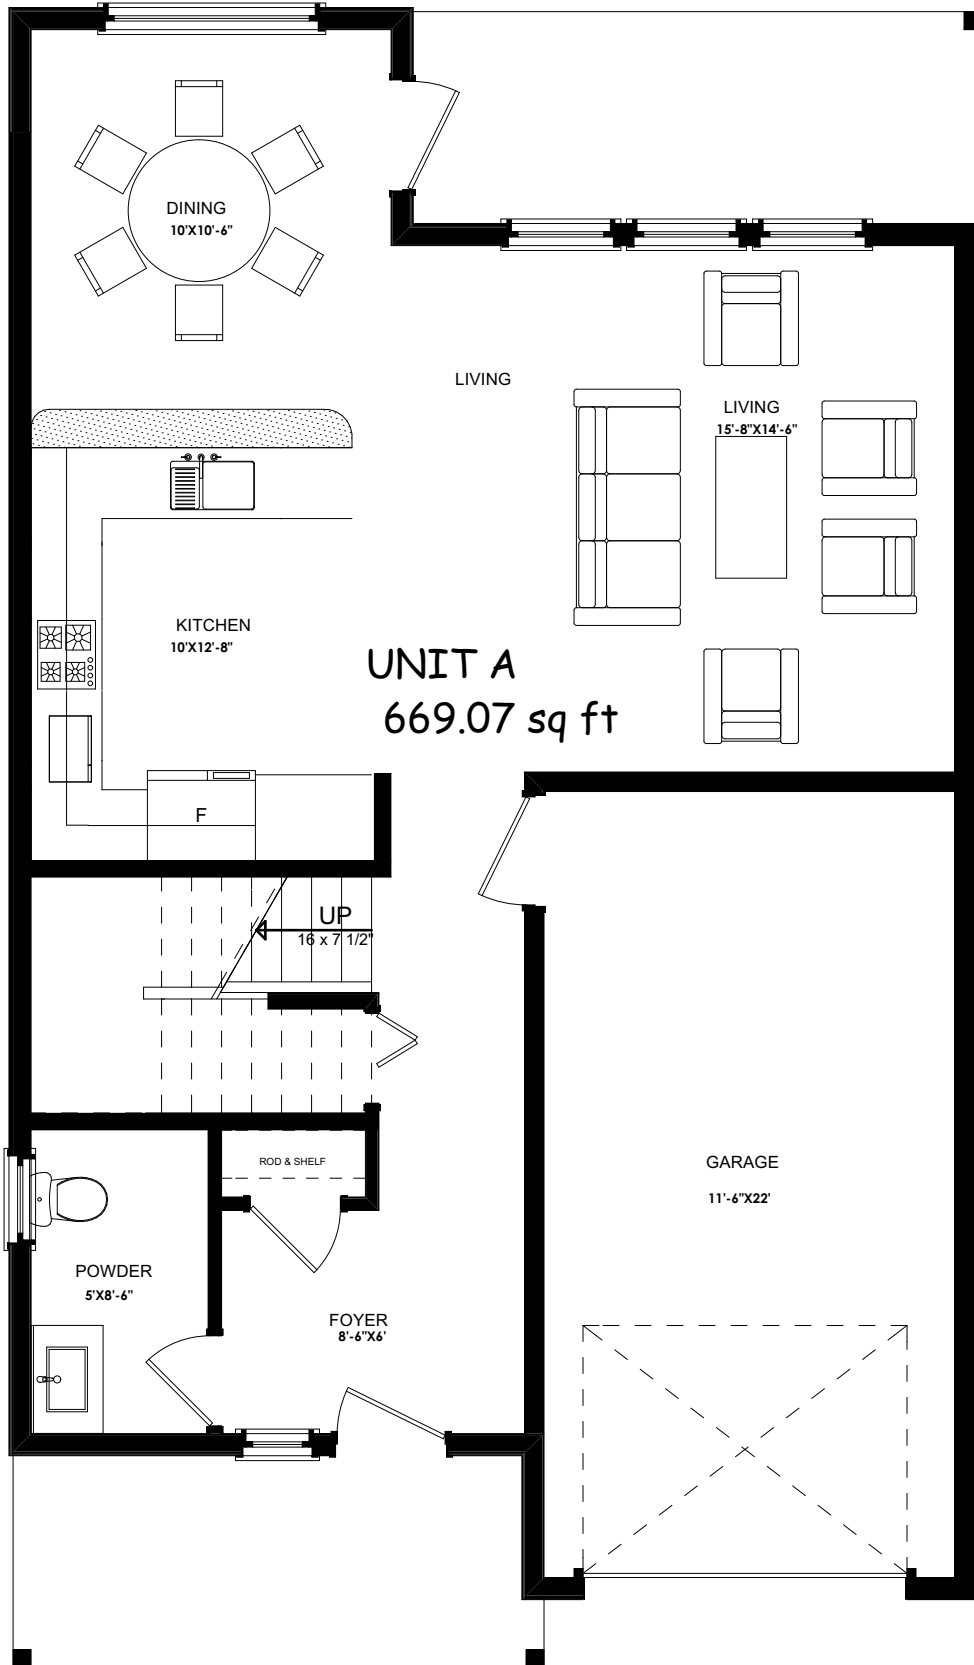 DINING
10'X10'-6"
LIVING
LIVING
15'-8"X14'-6"
KITCHEN
10'X12'-8"
UNIT A
669.07 sq ft
F
UP
16 x 7 1/2"
ROD & SHELF
GARAGE
11'-6"X22'
POWDER
5'X8'-6"
FOYER
8'-6"X6'